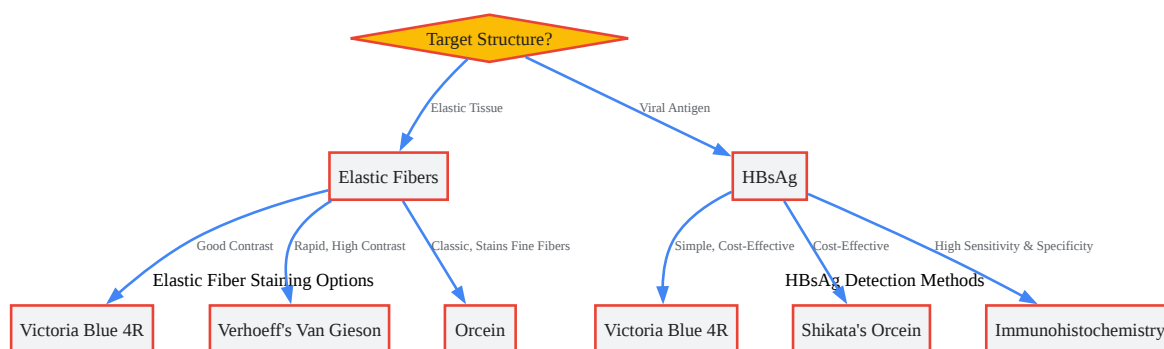 Target Structure?
Elastic Tissue
Viral Antigen
Elastic Fibers
HBsAg
Good Contrast
Rapid, High Contrast
Classic, Stains Fine Fibers
Simple, Cost-Effective
Cost-Effective
High Sensitivity & Specificity
Elastic Fiber Staining Options
HBsAg Detection Methods
Victoria Blue 4R
Verhoeff's Van Gieson
Orcein
Victoria Blue 4R
Shikata's Orcein
Immunohistochemistry